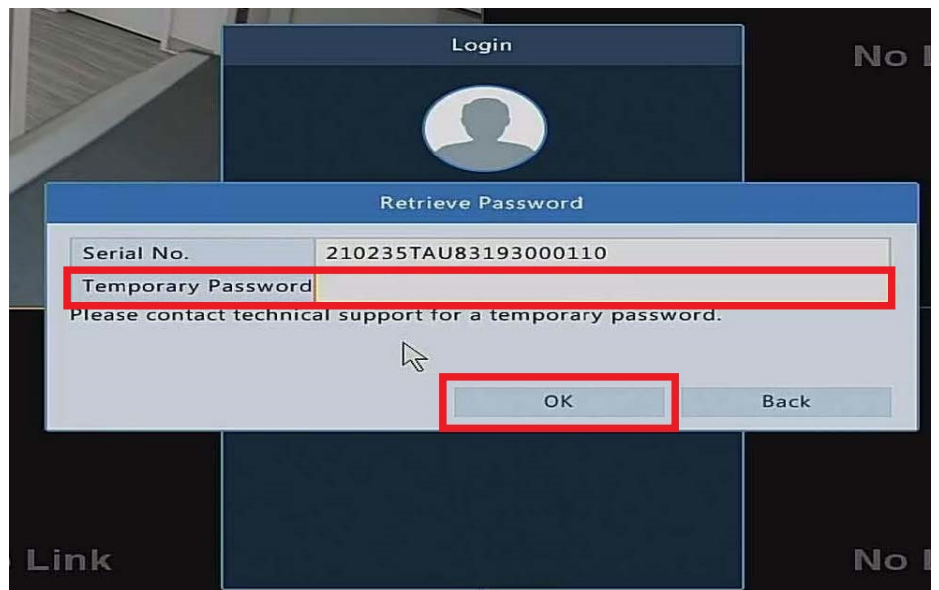 Login
No
Retrieve Password
Serial No. 210235TAU83193000110
Temporary Password
Please contact technical support for a temporary password.
OK Back
Link
No